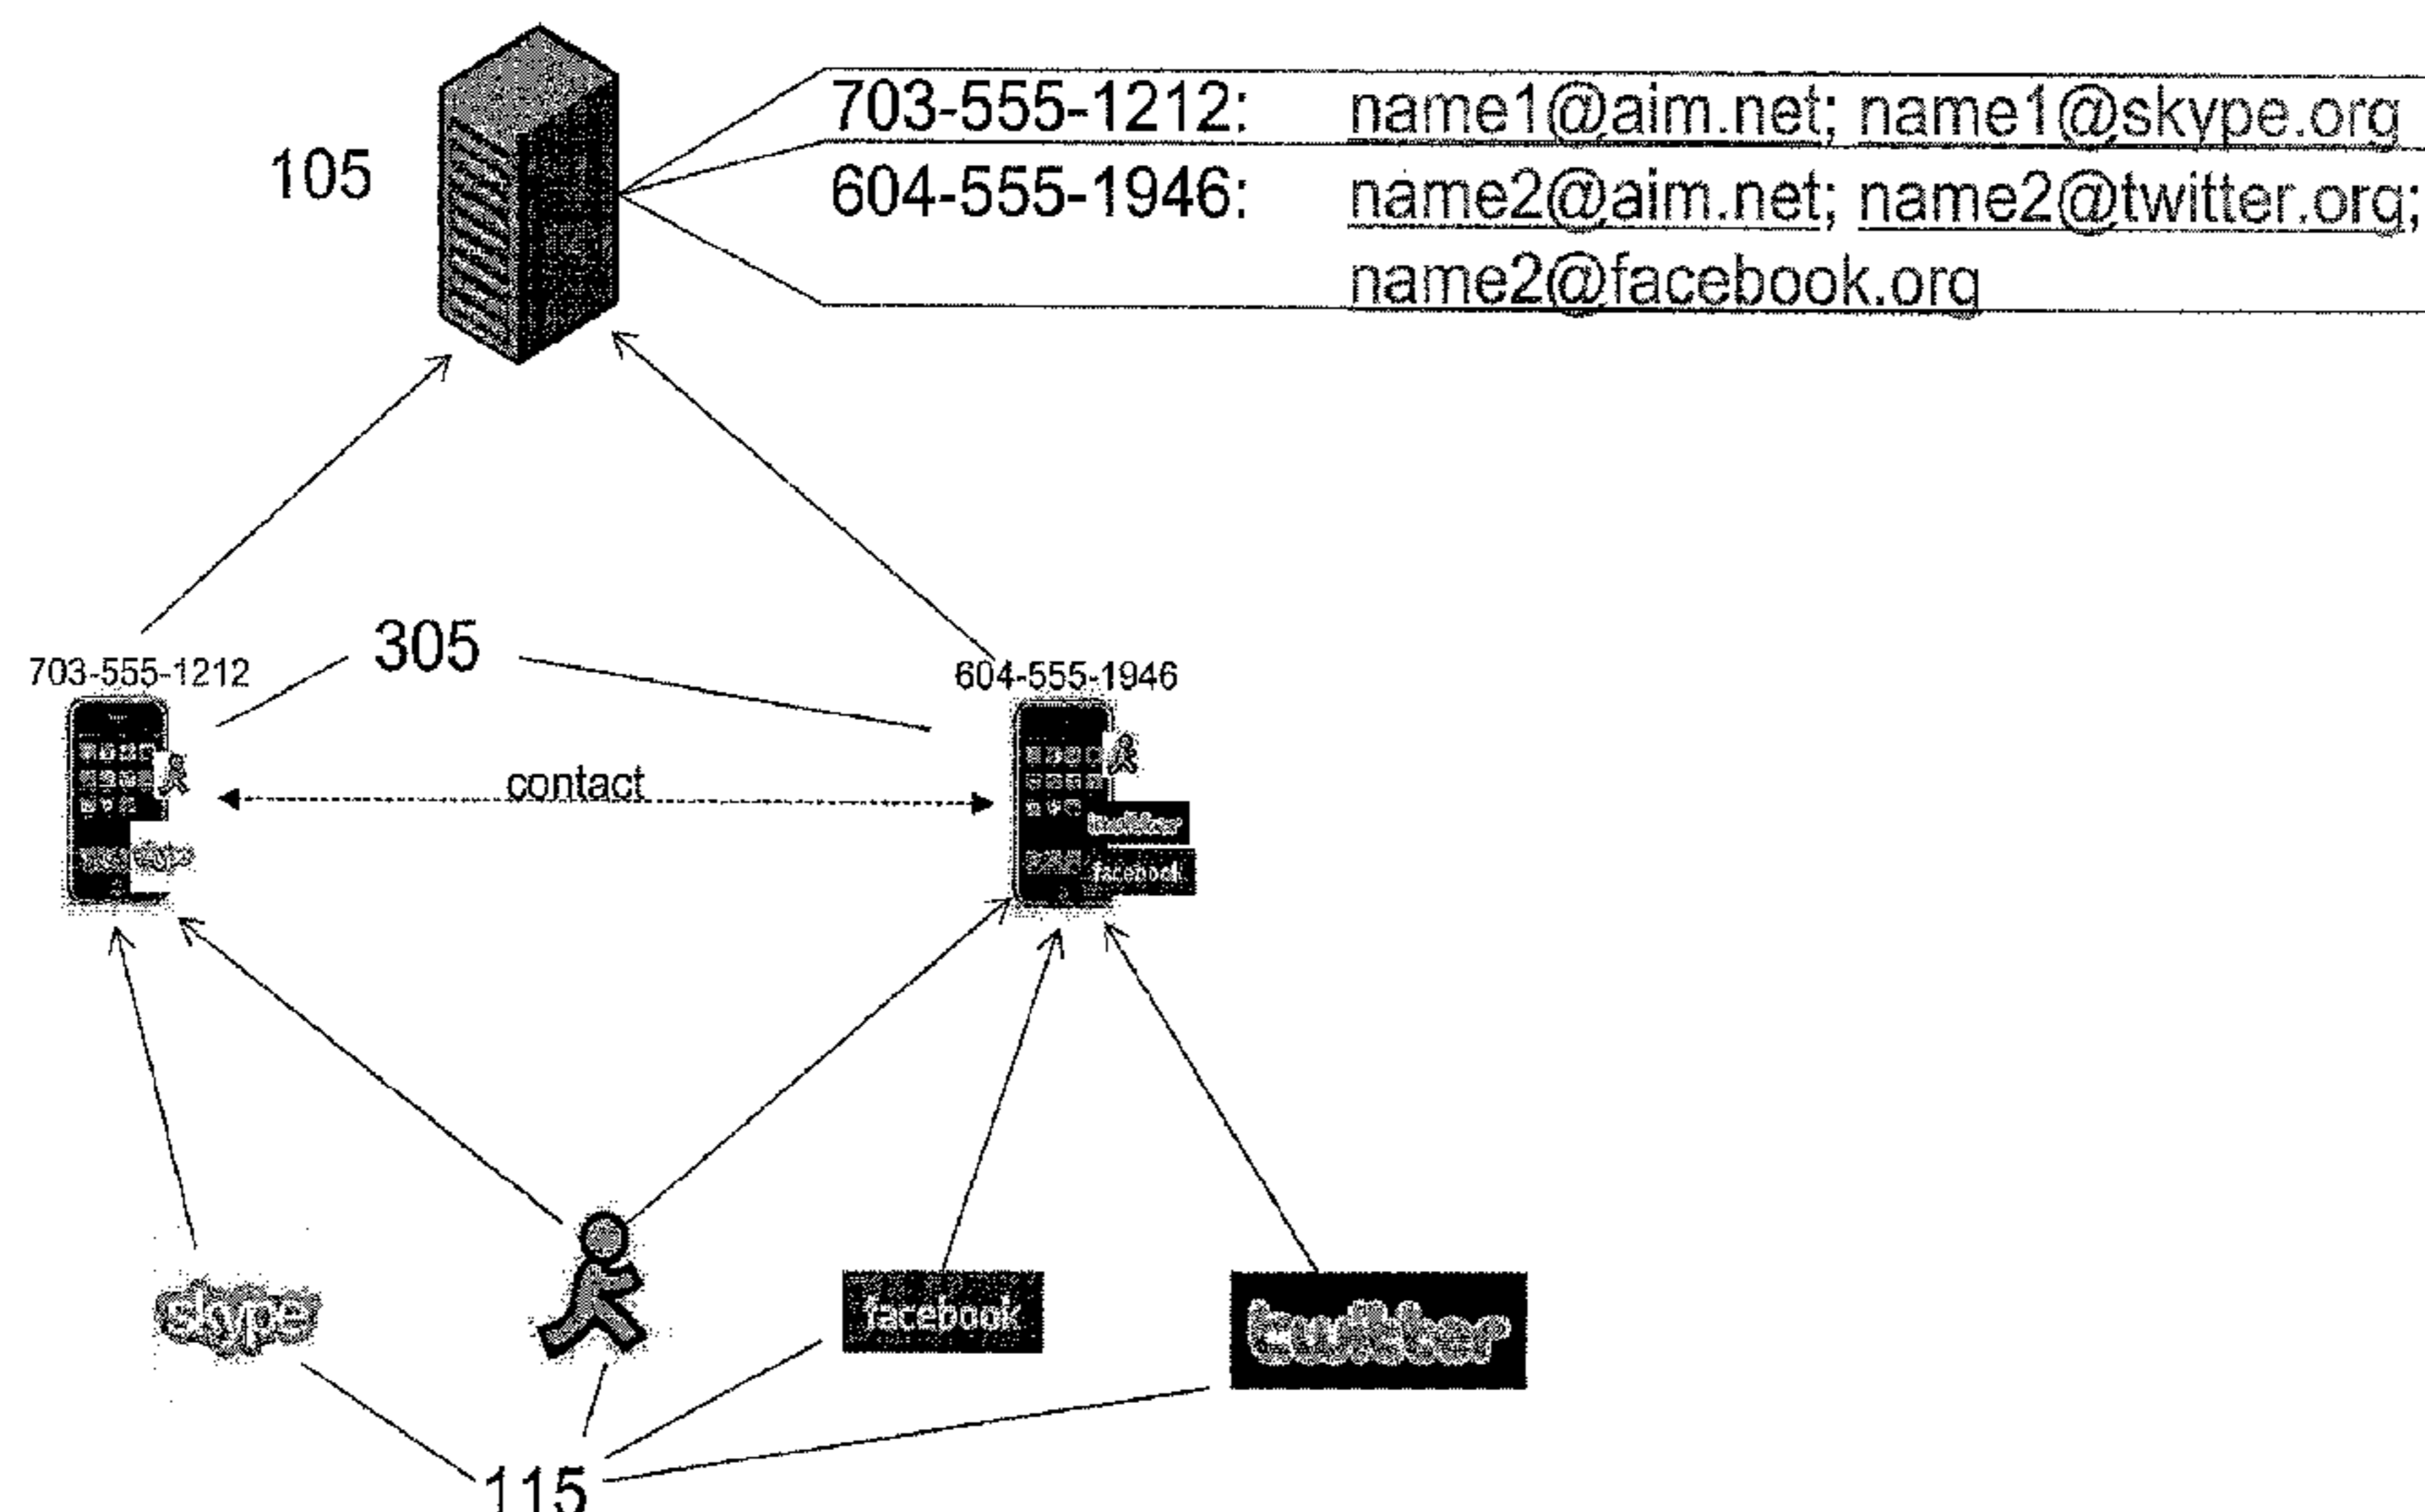 703-555-1212: name1@aim.net; name1@skype.org
105
604-555-1946: name2@aim.net; name2@twitter.org;
name2@facebook.org
305
703-555-1212
604-555-1946
contact
skype
twitter
facebook
skype
facebook
twitter
115